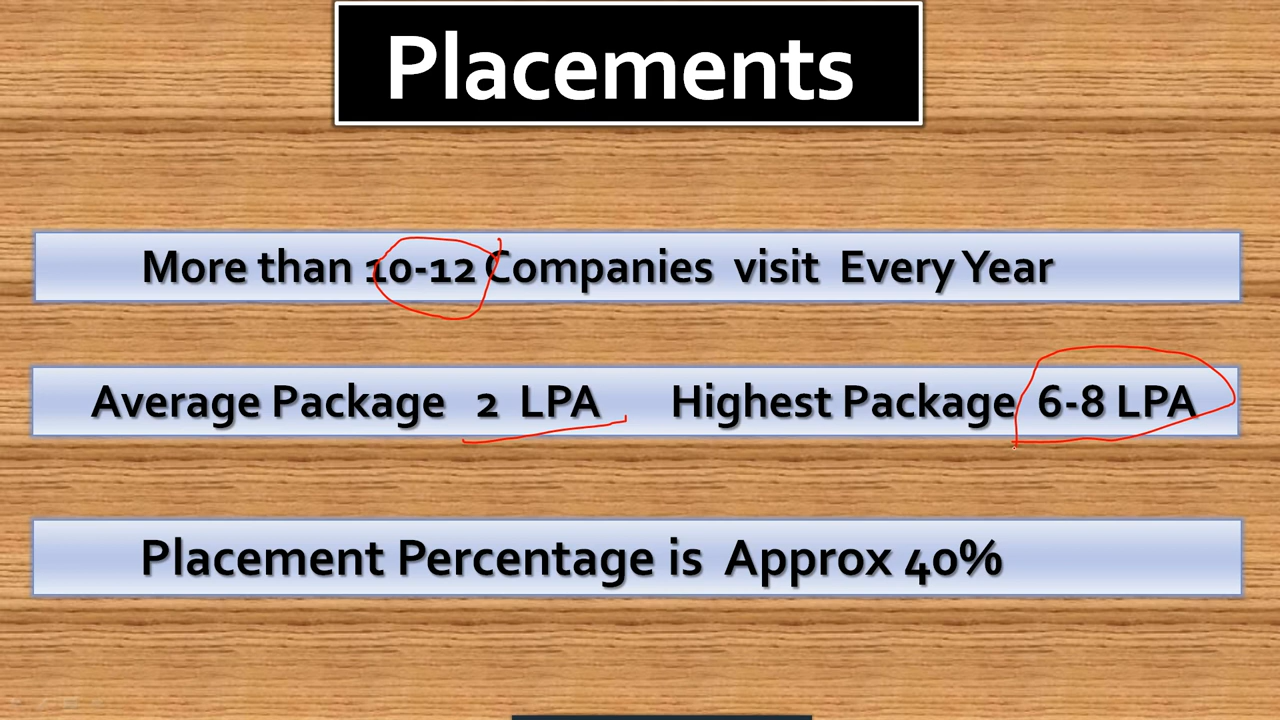 Placements
More than 10-12 Companies visit Every Year
Average Package 2 LPA Highest Package 6-8 LPA
Placement Percentage is Approx 40%